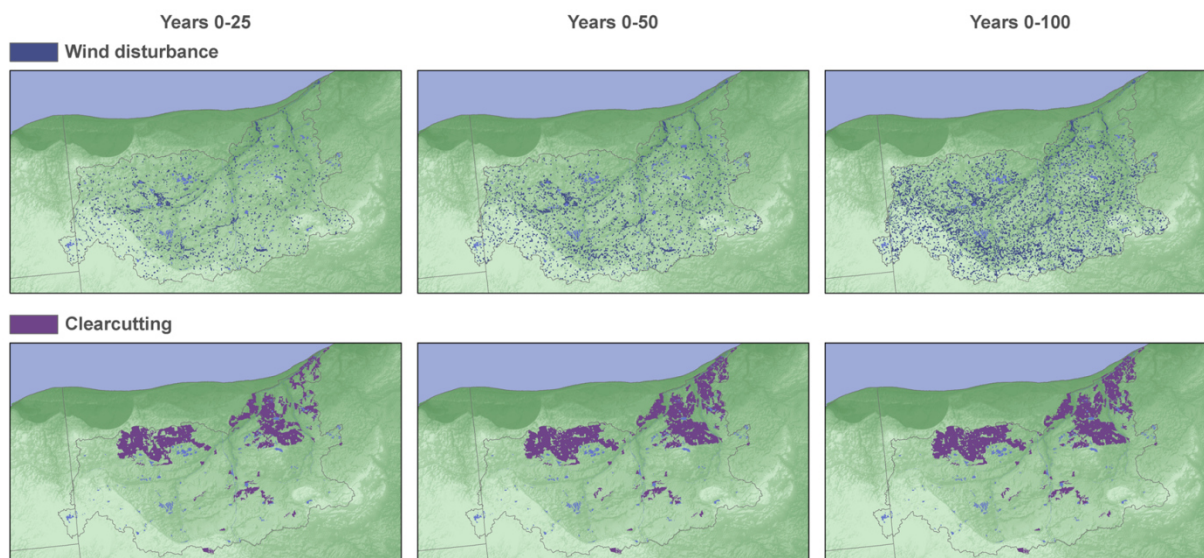 Years 0-25
Years 0-50
Years 0-100
Wind disturbance
Clearcutting